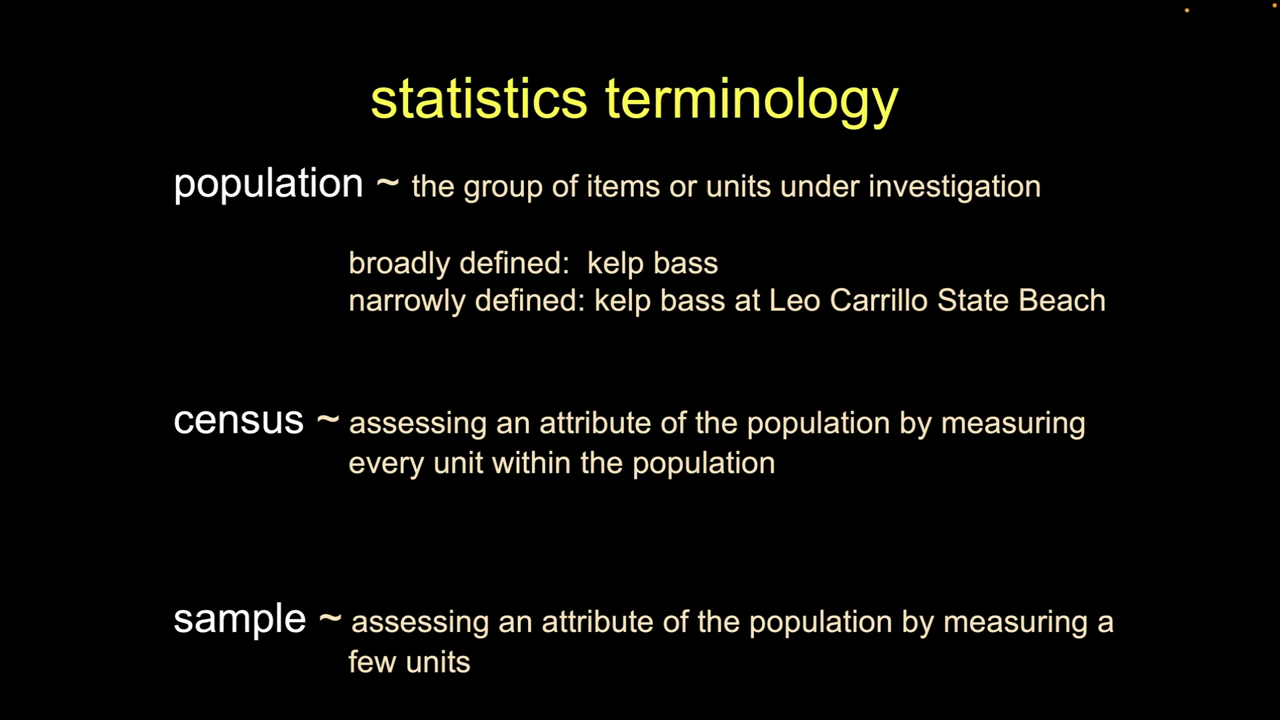 statistics terminology
population ~ the group of items or units under investigation
broadly defined:  kelp bass
narrowly defined: kelp bass at Leo Carrillo State Beach
census ~ assessing an attribute of the population by measuring
every unit within the population
sample ~ assessing an attribute of the population by measuring a
few units